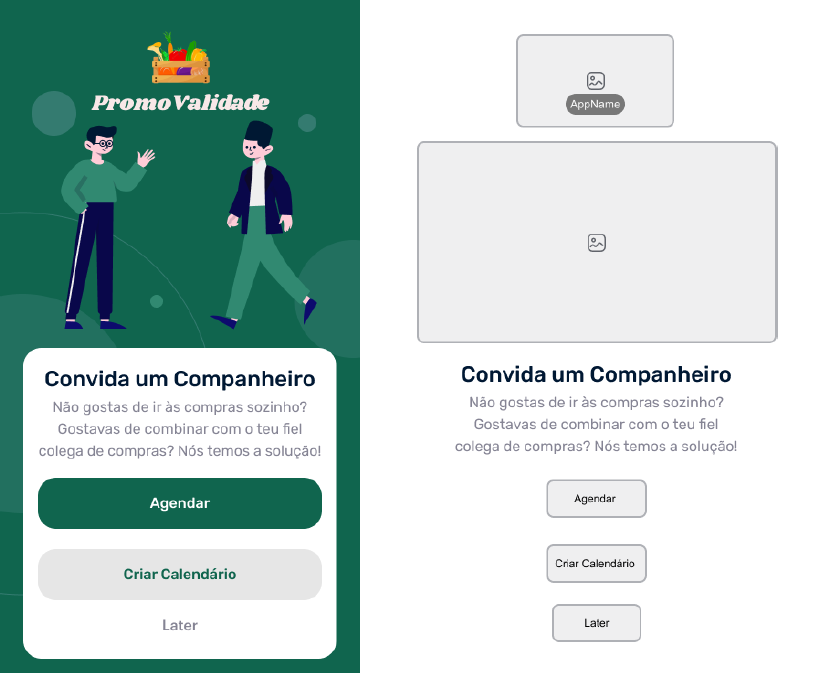 PromoValidade
Convida um Companheiro
Não gostas de ir às compras sozinho?
Gostavas de combinar com o teu fiel
colega de compras? Nós temos a solução!
Agendar
Criar Calendário
Later
AppName
Convida um Companheiro
Não gostas de ir às compras sozinho?
Gostavas de combinar com o teu fiel
colega de compras? Nós temos a solução!
Agendar
Criar Calendário
Later